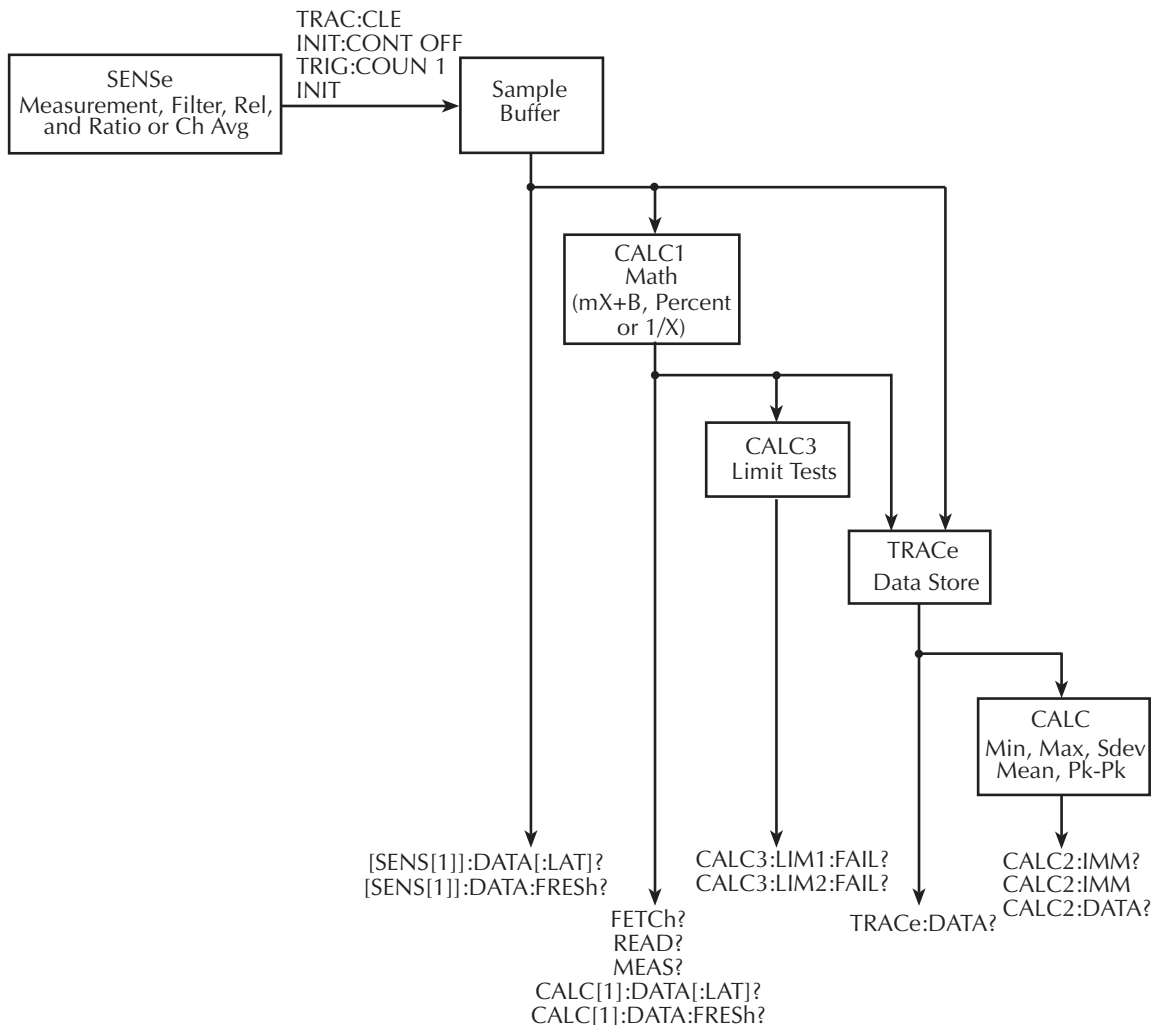 TRAC:CLE
INIT:CONT OFF
TRIG:COUN 1
INIT
SENSe
Measurement, Filter, Rel,
and Ratio or Ch Avg
Sample
Buffer
CALC1
Math
(mX+B, Percent
or 1/X)
CALC3
Limit Tests
TRACe
Data Store
CALC
Min, Max, Sdev
Mean, Pk-Pk
[SENS[1]]:DATA[:LAT]?
[SENS[1]]:DATA:FRESh?
FETCh?
READ?
MEAS?
CALC[1]:DATA[:LAT]?
CALC[1]:DATA:FRESh?
CALC3:LIM1:FAIL?
CALC3:LIM2:FAIL?
TRACe:DATA?
CALC2:IMM?
CALC2:IMM
CALC2:DATA?